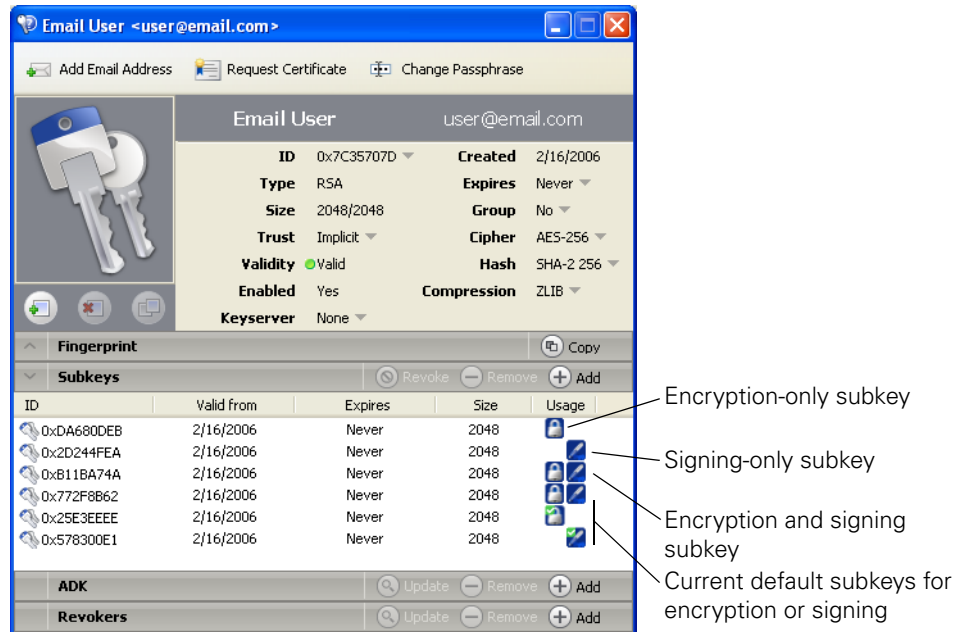 Email User <user@email.com>
Add Email Address Request Certificate Change Passphrase
Email User user@email.com
ID 0x7C35707D Created 2/16/2006
Type RSA Expires Never
Size 2048/2048 Group No
Trust Implicit Cipher AES-256
Validity Valid Hash SHA-2 256
Enabled Yes Compression ZLIB
Keyserver None
Fingerprint Copy
Subkeys Revoke Remove Add
ID Valid from Expires Size Usage
0xDA680DEB 2/16/2006 Never 2048
0x2D244FEA 2/16/2006 Never 2048
0xB11BA74A 2/16/2006 Never 2048
0x772F8B62 2/16/2006 Never 2048
0x25E3EEEE 2/16/2006 Never 2048
0x578300E1 2/16/2006 Never 2048
ADK Update Remove Add
Revokers Update Remove Add
Encryption-only subkey
Signing-only subkey
Encryption and signing
subkey
Current default subkeys for
encryption or signing